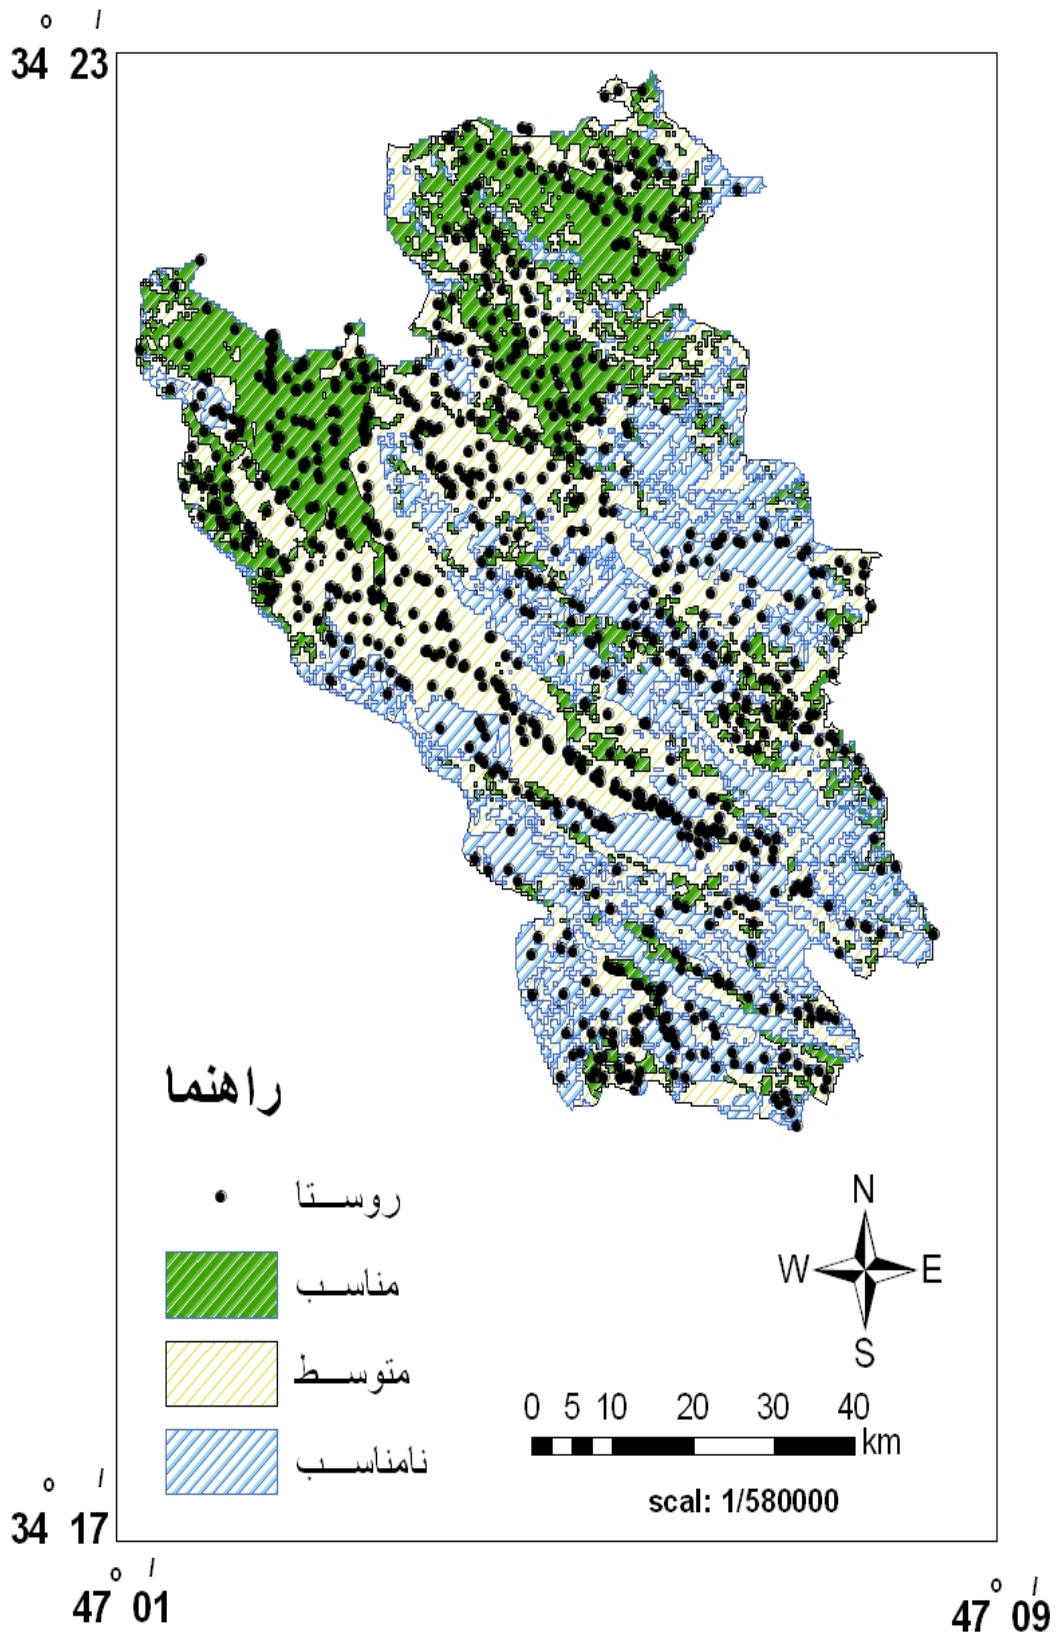 34° 23'
راهنما
روستا
مناسب
متوسط
نامناسب
N
W E
S
0 5 10 20 30 40
km
scal: 1/580000
34° 17'
47° 01' 47° 09'